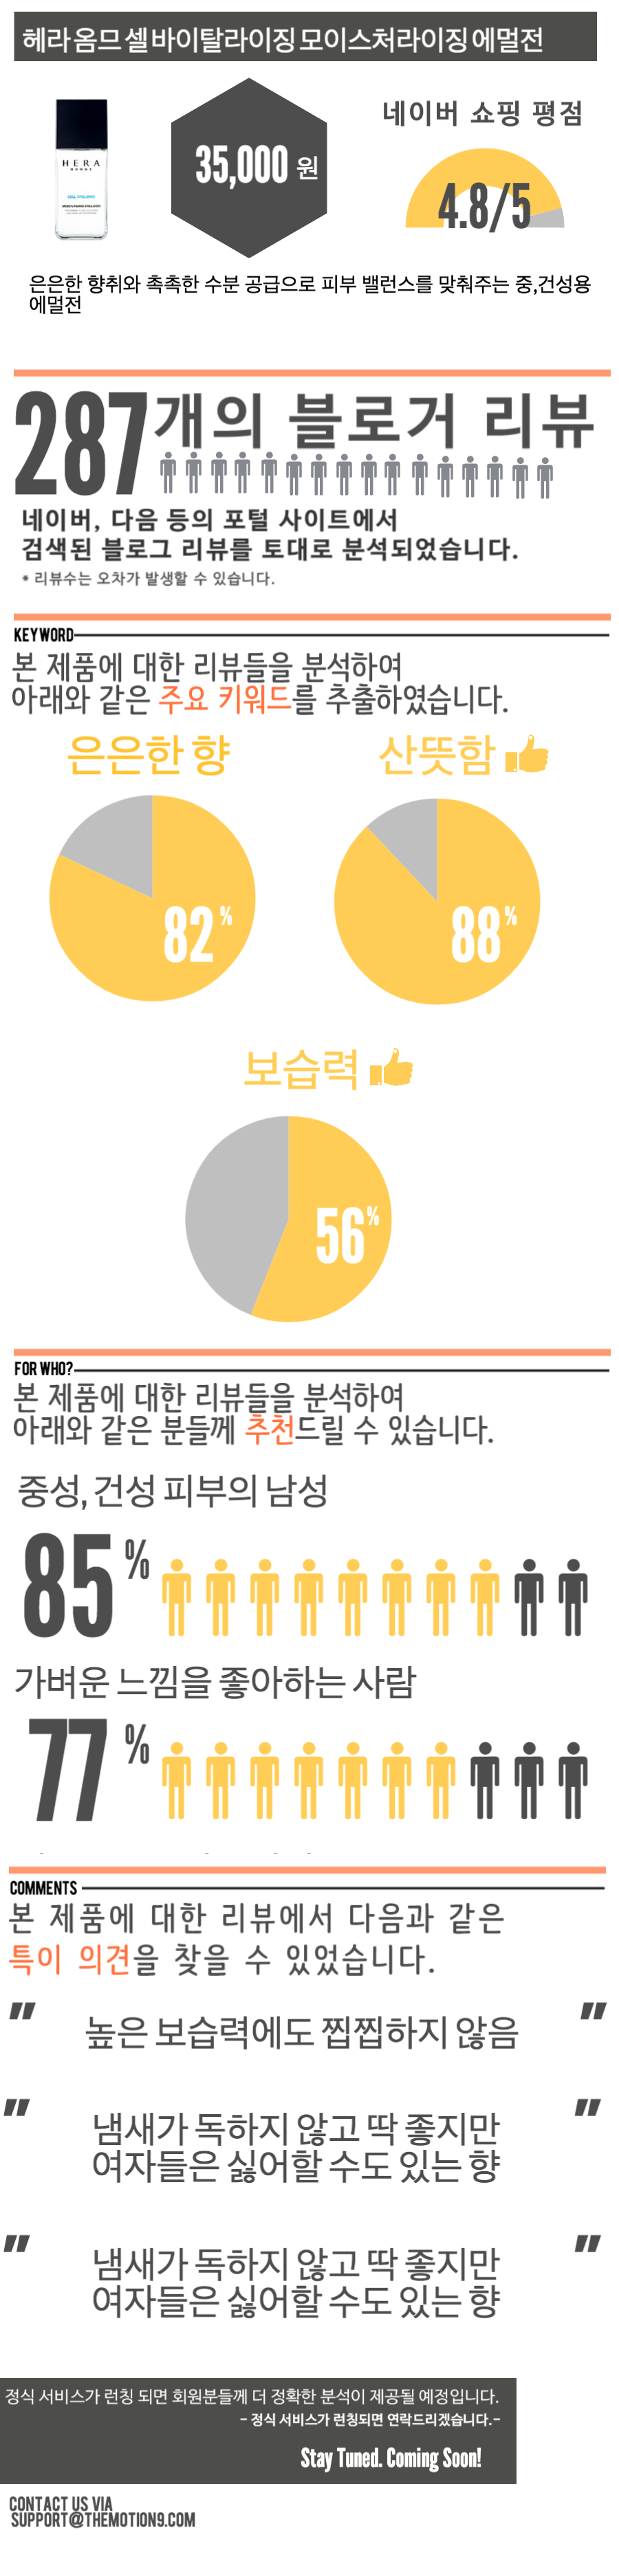 헤라 옴므 셀 바이탈라이징 모이스처라이징 에멀전
HERA
HOMME
CELL VITALIZING
MOISTURIZING EMULSION
35,000 원
네이버 쇼핑 평점
4.8/5
은은한 향취와 촉촉한 수분 공급으로 피부 밸런스를 맞춰주는 중,건성용
에멀전
287개의 블로거 리뷰
네이버, 다음 등의 포털 사이트에서
검색된 블로그 리뷰를 토대로 분석되었습니다.
* 리뷰수는 오차가 발생할 수 있습니다.
KEYWORD
본 제품에 대한 리뷰들을 분석하여
아래와 같은 주요 키워드를 추출하였습니다.
은은한 향
산뜻함
82%
88%
보습력
56%
FOR WHO?
본 제품에 대한 리뷰들을 분석하여
아래와 같은 분들께 추천드릴 수 있습니다.
중성, 건성 피부의 남성
85%
가벼운 느낌을 좋아하는 사람
77%
COMMENTS
본 제품에 대한 리뷰에서 다음과 같은
특이 의견을 찾을 수 있었습니다.
" 높은 보습력에도 찝찝하지 않음 "
" 냄새가 독하지 않고 딱 좋지만 "
여자들은 싫어할 수도 있는 향
" 냄새가 독하지 않고 딱 좋지만 "
여자들은 싫어할 수도 있는 향
정식 서비스가 런칭 되면 회원분들께 더 정확한 분석이 제공될 예정입니다.
- 정식 서비스가 런칭되면 연락드리겠습니다.-
Stay Tuned. Coming Soon!
CONTACT US VIA
SUPPORT@THEMOTION9.COM